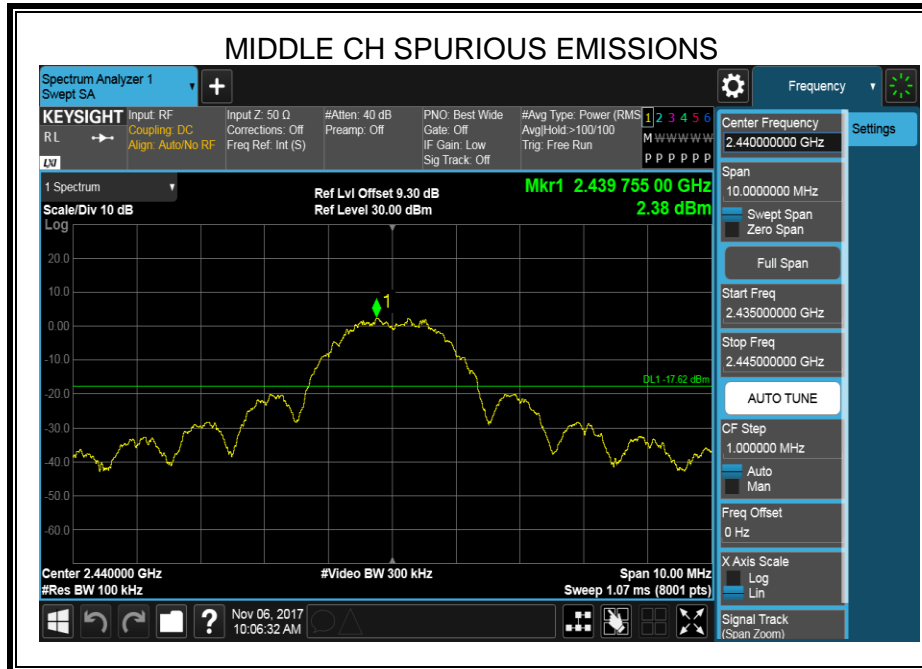 MIDDLE CH SPURIOUS EMISSIONS
Spectrum Analyzer 1
Swept SA
+
Frequency
KEYSIGHT
RL
LXI
Input: RF
Coupling: DC
Align: Auto/No RF
Input Z: 50 Ω
Corrections: Off
Freq Ref: Int (S)
#Atten: 40 dB
Preamp: Off
PNO: Best Wide
Gate: Off
IF Gain: Low
Sig Track: Off
#Avg Type: Power (RMS
Avg|Hold:>100/100
Trig: Free Run
1 2 3 4 5 6
M W W W W W
P P P P P P
1 Spectrum
Scale/Div 10 dB
Log
Ref Lvl Offset 9.30 dB
Ref Level 30.00 dBm
Mkr1 2.439 755 00 GHz
2.38 dBm
20.0
10.0
0.00
-10.0
-20.0
-30.0
-40.0
-50.0
-60.0
1
DL1 -17.62 dBm
Center 2.440000 GHz
#Res BW 100 kHz
#Video BW 300 kHz
Span 10.00 MHz
Sweep 1.07 ms (8001 pts)
Center Frequency
2.440000000 GHz
Settings
Span
10.0000000 MHz
Swept Span
Zero Span
Full Span
Start Freq
2.435000000 GHz
Stop Freq
2.445000000 GHz
AUTO TUNE
CF Step
1.000000 MHz
Auto
Man
Freq Offset
0 Hz
X Axis Scale
Log
Lin
Signal Track
(Span Zoom)
?
Nov 06, 2017
10:06:32 AM